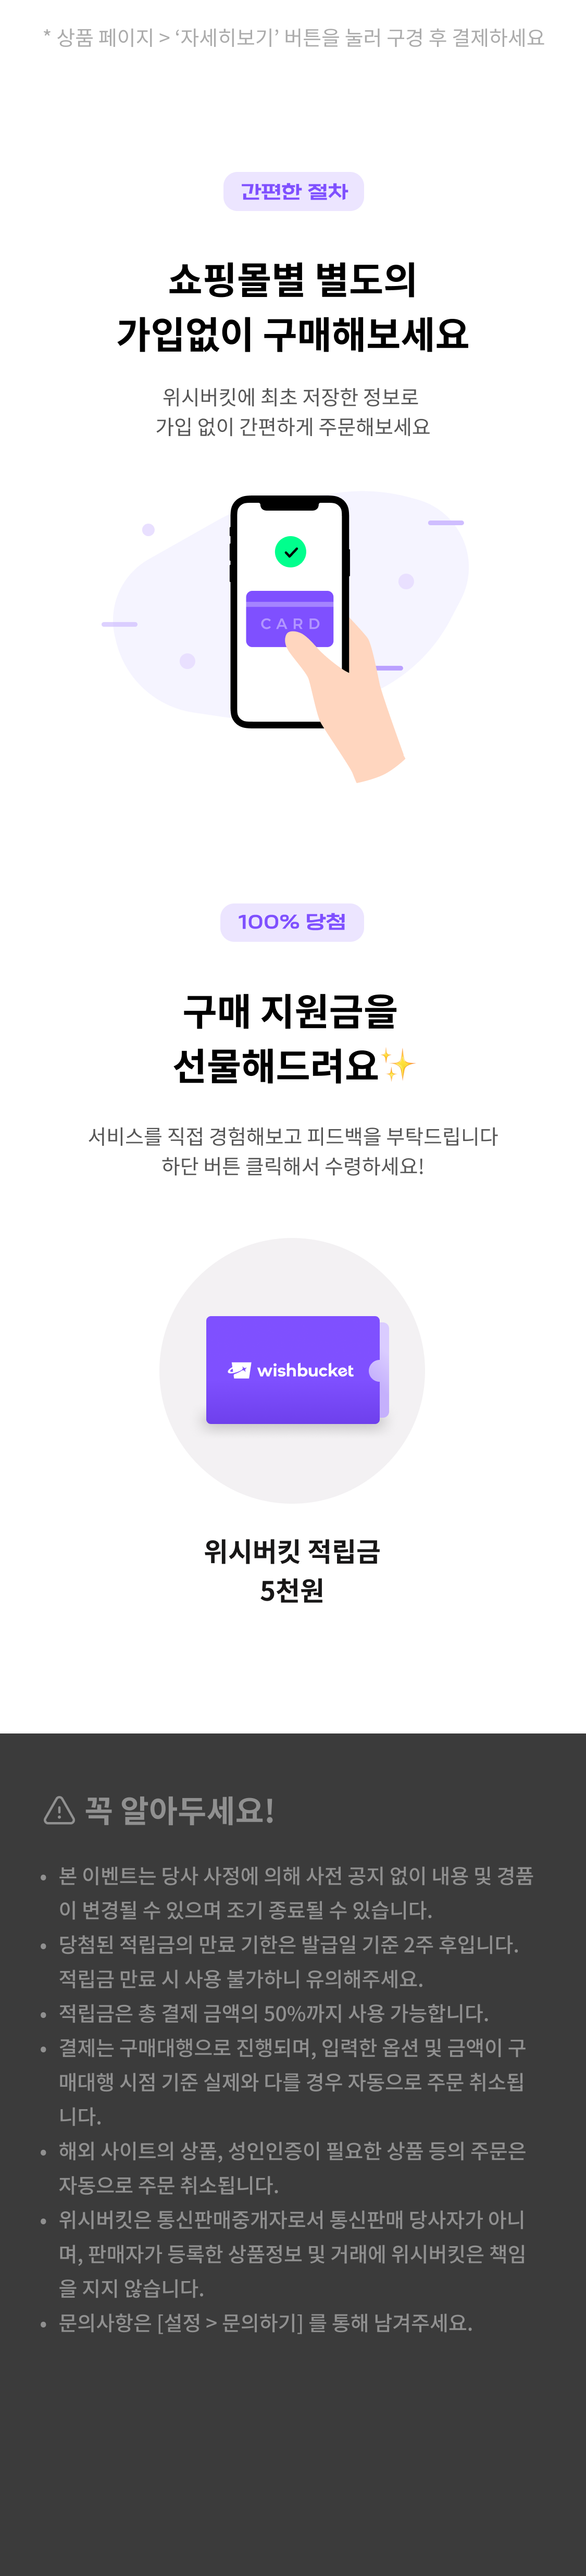 * 상품 페이지 > ‘자세히보기’ 버튼을 눌러 구경 후 결제하세요
간편한 절차
쇼핑몰별 별도의
가입없이 구매해보세요
위시버킷에 최초 저장한 정보로
가입 없이 간편하게 주문해보세요
CARD
100% 당첨
구매 지원금을
선물해드려요✨
서비스를 직접 경험해보고 피드백을 부탁드립니다
하단 버튼 클릭해서 수령하세요!
wishbucket
위시버킷 적립금
5천원
꼭 알아두세요!
• 본 이벤트는 당사 사정에 의해 사전 공지 없이 내용 및 경품
이 변경될 수 있으며 조기 종료될 수 있습니다.
• 당첨된 적립금의 만료 기한은 발급일 기준 2주 후입니다.
적립금 만료 시 사용 불가하니 유의해주세요.
• 적립금은 총 결제 금액의 50%까지 사용 가능합니다.
• 결제는 구매대행으로 진행되며, 입력한 옵션 및 금액이 구
매대행 시점 기준 실제와 다를 경우 자동으로 주문 취소됩
니다.
• 해외 사이트의 상품, 성인인증이 필요한 상품 등의 주문은
자동으로 주문 취소됩니다.
• 위시버킷은 통신판매중개자로서 통신판매 당사자가 아니
며, 판매자가 등록한 상품정보 및 거래에 위시버킷은 책임
을 지지 않습니다.
• 문의사항은 [설정 > 문의하기] 를 통해 남겨주세요.